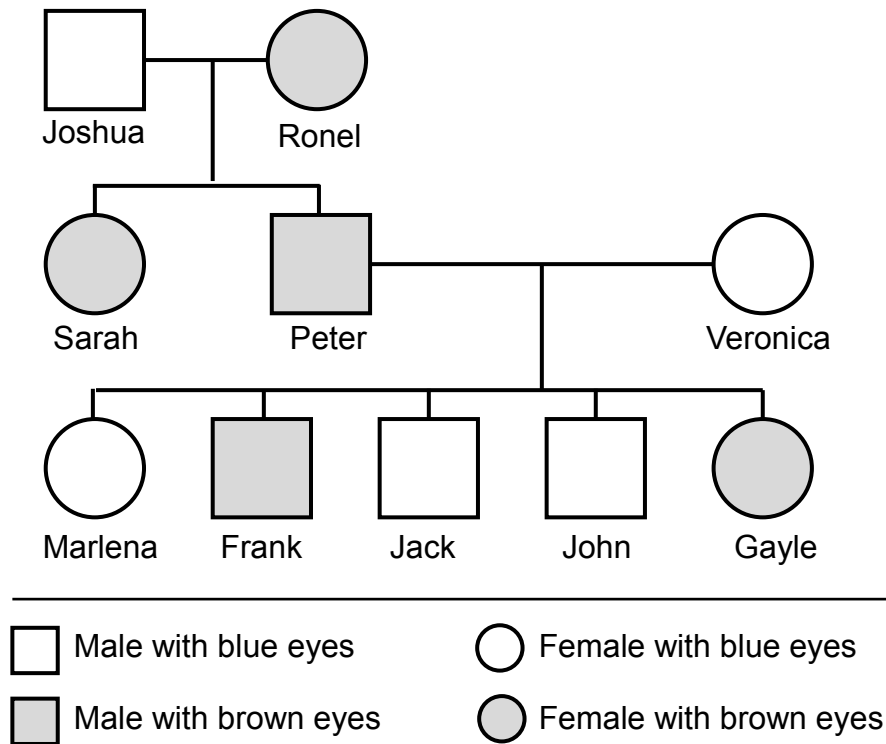 Joshua
Ronel
Sarah
Peter
Veronica
Marlena
Frank
Jack
John
Gayle
Male with blue eyes
Female with blue eyes
Male with brown eyes
Female with brown eyes